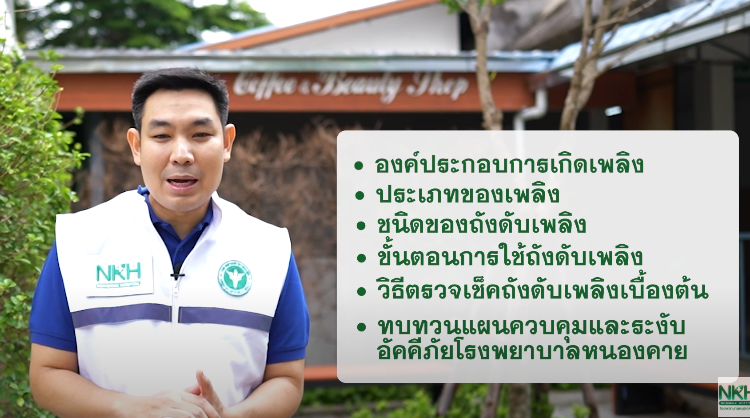 Coffee & Beauty Shop
• องค์ประกอบการเกิดเพลิง
• ประเภทของเพลิง
• ชนิดของถังดับเพลิง
• ขั้นตอนการใช้ถังดับเพลิง
• วิธีตรวจเช็คถังดับเพลิงเบื้องต้น
• ทบทวนแผนควบคุมและระงับ
อัคคีภัยโรงพยาบาลหนองคาย
NKH
NKH